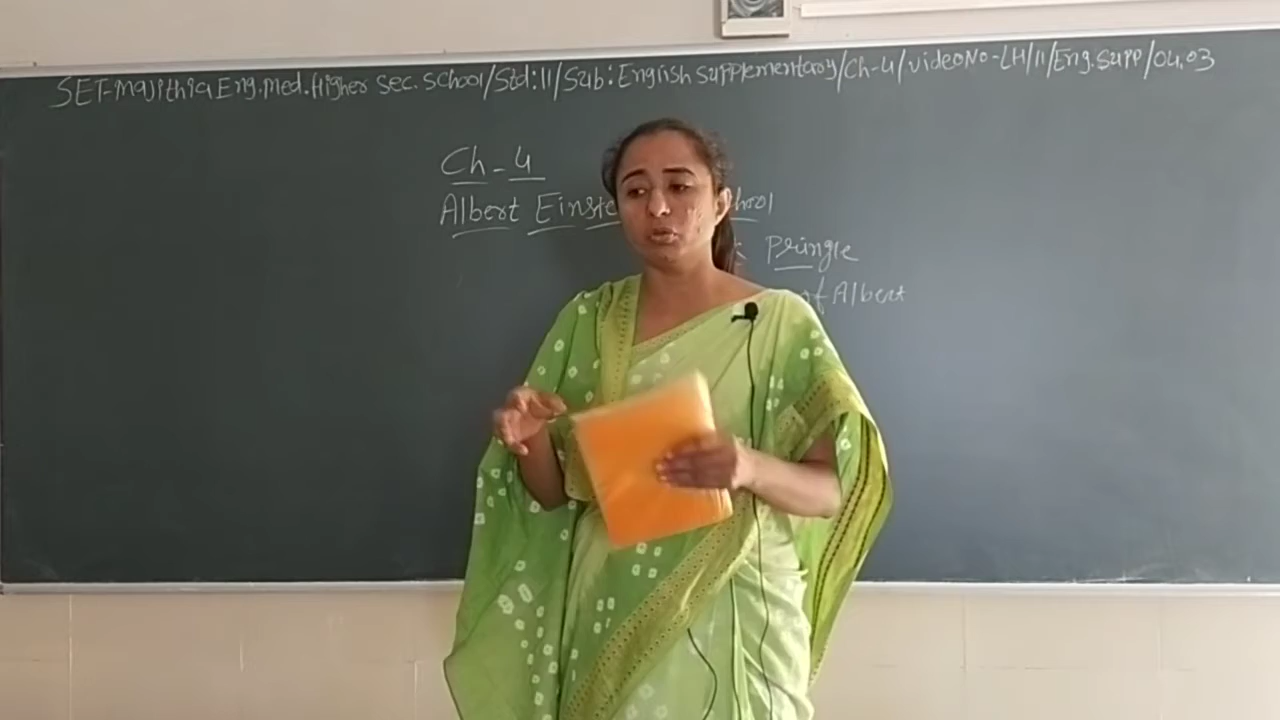 SET-Majithia Eng.Med.Higher Sec. School/Std:11/Sub: English Supplementary/Ch-4/VideoNo-LH/11/Eng.Supp/04.03
Ch-4
Albert Einste hool
Pringle
of Albert